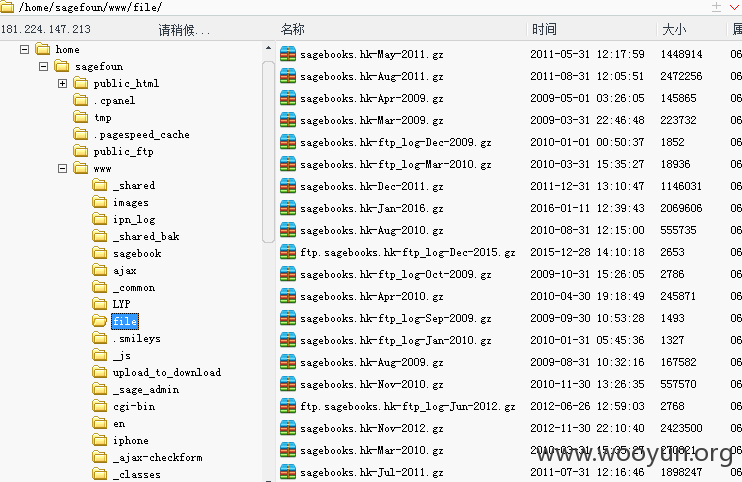 /home/sagefoun/www/file/
181.224.147.213 请稍候... 名称 时间 大小 属
home
sagefoun
public_html
.cpanel
tmp
.pagespeed_cache
public_ftp
www
_shared
images
ipn_log
_shared_bak
sagebook
ajax
_common
LYP
file
.smileys
_js
upload_to_download
_sage_admin
cgi-bin
en
iphone
_ajax-checkform
_classes
sagebooks.hk-May-2011.gz 2011-05-31 12:17:59 1448914 06
sagebooks.hk-Aug-2011.gz 2011-08-31 12:05:51 2472256 06
sagebooks.hk-Apr-2009.gz 2009-05-01 03:26:05 145865 06
sagebooks.hk-Mar-2009.gz 2009-03-31 22:46:48 223732 06
sagebooks.hk-ftp_log-Dec-2009.gz 2010-01-01 00:50:37 1852 06
sagebooks.hk-ftp_log-Mar-2010.gz 2010-03-31 15:35:27 18936 06
sagebooks.hk-Dec-2011.gz 2011-12-31 13:10:47 1146031 06
sagebooks.hk-Jan-2016.gz 2016-01-11 12:39:43 2069606 06
sagebooks.hk-Aug-2010.gz 2010-08-31 12:15:00 555735 06
ftp.sagebooks.hk-ftp_log-Dec-2015.gz 2015-12-28 14:10:18 2653 06
sagebooks.hk-ftp_log-Oct-2009.gz 2009-10-31 15:26:05 2786 06
sagebooks.hk-Apr-2010.gz 2010-04-30 19:18:49 245871 06
sagebooks.hk-ftp_log-Sep-2009.gz 2009-09-30 10:53:28 1493 06
sagebooks.hk-ftp_log-Jan-2010.gz 2010-01-31 05:45:36 1327 06
sagebooks.hk-Aug-2009.gz 2009-08-31 10:32:16 167582 06
sagebooks.hk-Nov-2010.gz 2010-11-30 13:26:35 557570 06
ftp.sagebooks.hk-ftp_log-Jun-2012.gz 2012-06-26 12:59:03 2768 06
sagebooks.hk-Nov-2012.gz 2012-11-30 22:10:40 2423500 06
sagebooks.hk-Mar-2010.gz 2010-03-31 15:35:27 06
sagebooks.hk-Jul-2011.gz 2011-07-31 12:16:46 1898247 06
www.wooyun.org